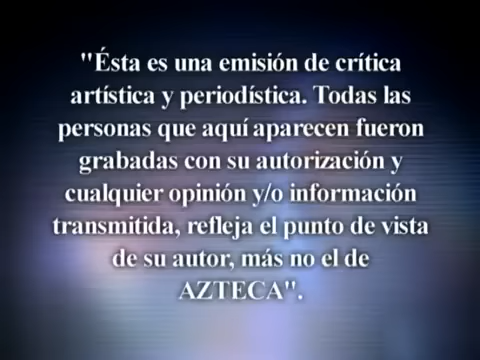 "Ésta es una emisión de crítica
artística y periodística. Todas las
personas que aquí aparecen fueron
grabadas con su autorización y
cualquier opinión y/o información
transmitida, refleja el punto de vista
de su autor, más no el de
AZTECA".